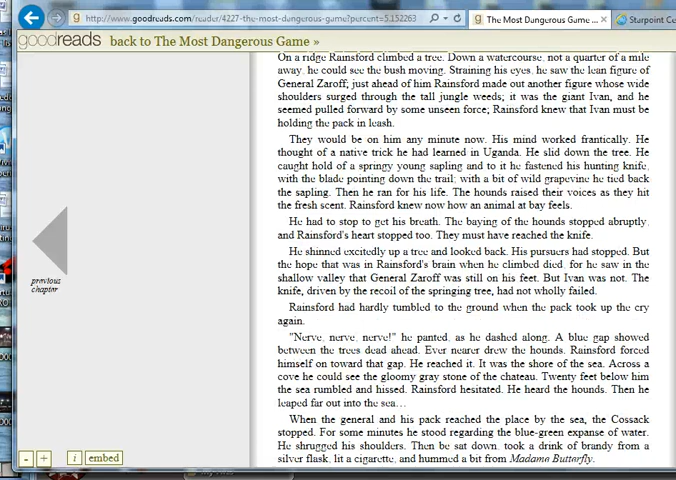 http://www.goodreads.com/reader/4227-the-most-dangerous-game?percent=5.152263
The Most Dangerous Game ...
Starpoint Ce
goodreads back to The Most Dangerous Game »
On a ridge Rainsford climbed a tree. Down a watercourse, not a quarter of a mile
away, he could see the bush moving. Straining his eyes, he saw the lean figure of
General Zaroff; just ahead of him Rainsford made out another figure whose wide
shoulders surged through the tall jungle weeds; it was the giant Ivan, and he
seemed pulled forward by some unseen force; Rainsford knew that Ivan must be
holding the pack in leash.
They would be on him any minute now. His mind worked frantically. He
thought of a native trick he had learned in Uganda. He slid down the tree. He
caught hold of a springy young sapling and to it he fastened his hunting knife,
with the blade pointing down the trail; with a bit of wild grapevine he tied back
the sapling. Then he ran for his life. The hounds raised their voices as they hit
the fresh scent. Rainsford knew now how an animal at bay feels.
He had to stop to get his breath. The baying of the hounds stopped abruptly,
and Rainsford's heart stopped too. They must have reached the knife.
He shinned excitedly up a tree and looked back. His pursuers had stopped. But
the hope that was in Rainsford's brain when he climbed died, for he saw in the
shallow valley that General Zaroff was still on his feet. But Ivan was not. The
knife, driven by the recoil of the springing tree, had not wholly failed.
Rainsford had hardly tumbled to the ground when the pack took up the cry
again.
"Nerve, nerve, nerve!" he panted, as he dashed along. A blue gap showed
between the trees dead ahead. Ever nearer drew the hounds. Rainsford forced
himself on toward that gap. He reached it. It was the shore of the sea. Across a
cove he could see the gloomy gray stone of the chateau. Twenty feet below him
the sea rumbled and hissed. Rainsford hesitated. He heard the hounds. Then he
leaped far out into the sea...
When the general and his pack reached the place by the sea, the Cossack
stopped. For some minutes he stood regarding the blue-green expanse of water.
He shrugged his shoulders. Then be sat down, took a drink of brandy from a
silver flask, lit a cigarette, and hummed a bit from Madame Butterfly.
previous
chapter
- + i embed